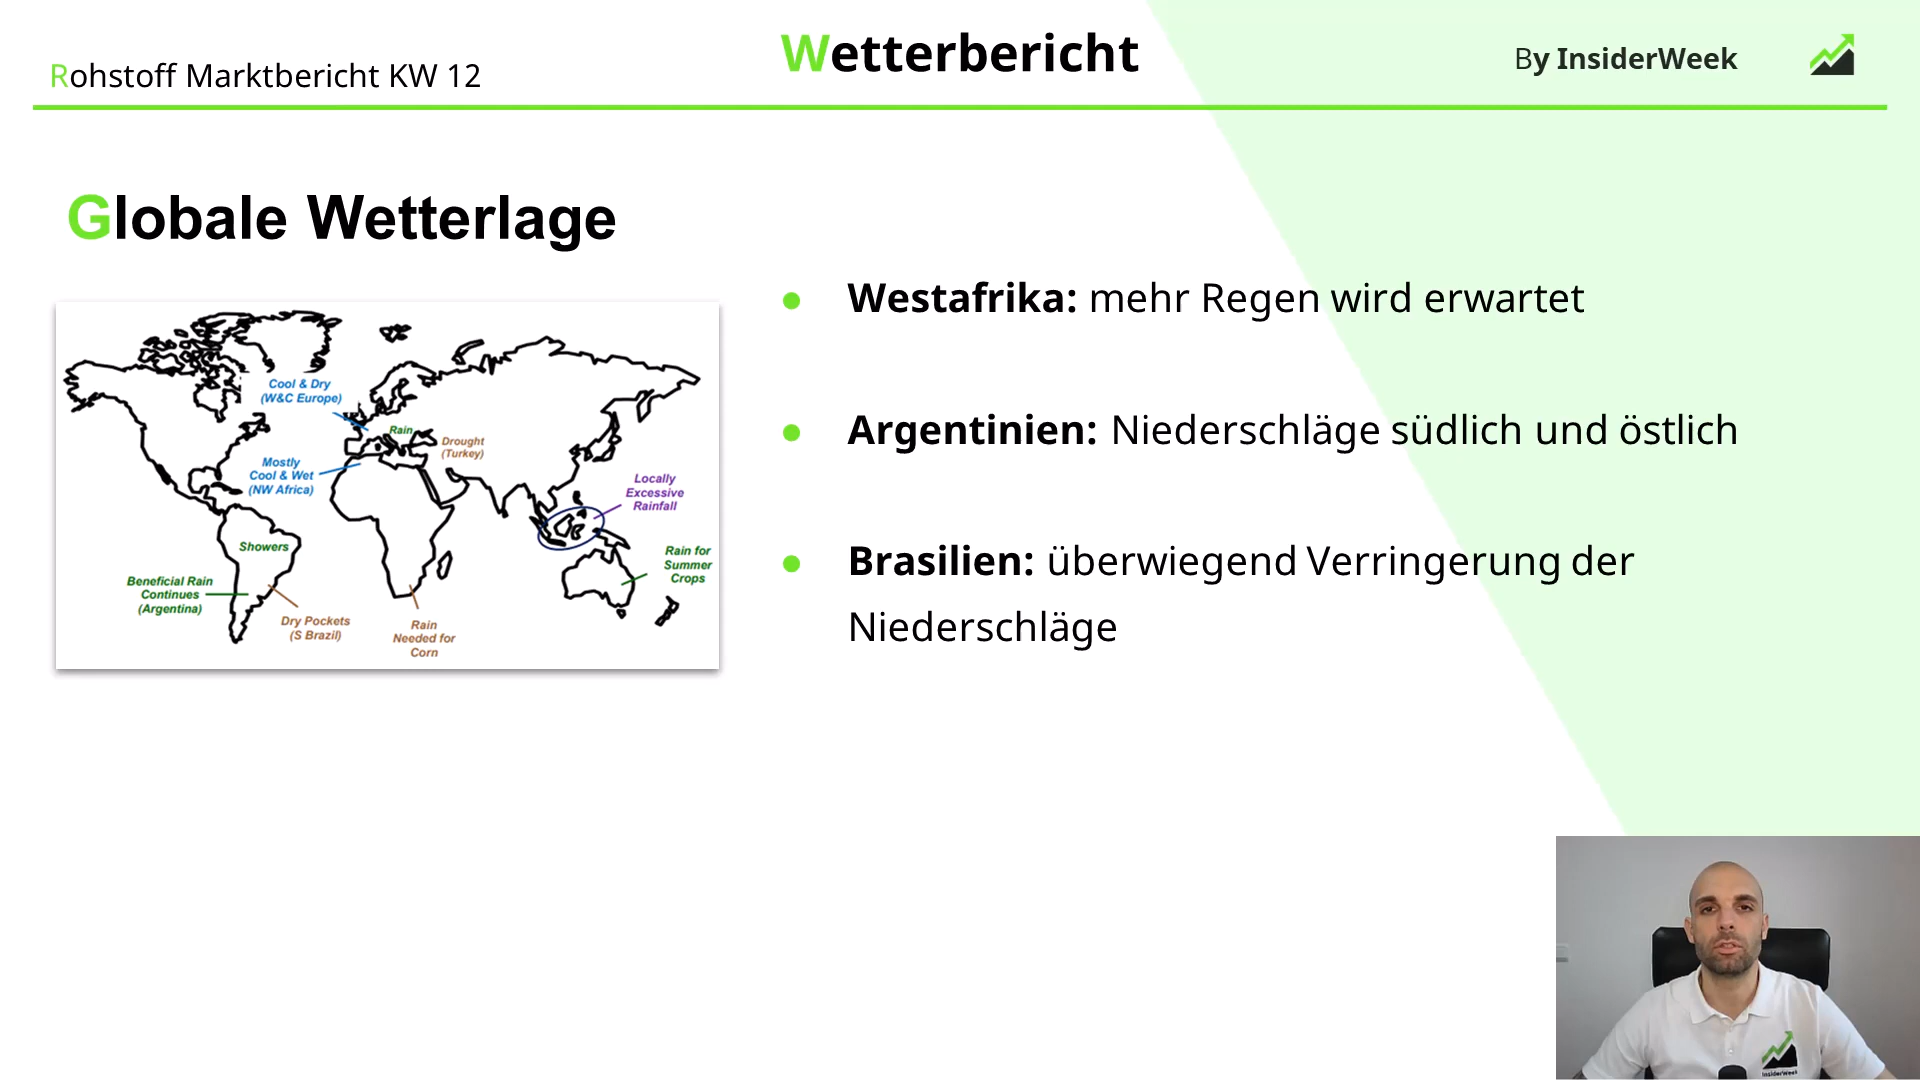 Rohstoff Marktbericht KW 12
Wetterbericht
By InsiderWeek
Globale Wetterlage
Cool & Dry
(W&C Europe)
Rain
Drought
(Turkey)
Mostly
Cool & Wet
(NW Africa)
Locally
Excessive
Rainfall
Showers
Rain for
Summer
Crops
Beneficial Rain
Continues
(Argentina)
Dry Pockets
(S Brazil)
Rain
Needed for
Corn
● Westafrika: mehr Regen wird erwartet
● Argentinien: Niederschläge südlich und östlich
● Brasilien: überwiegend Verringerung der
Niederschläge
InsiderWeek